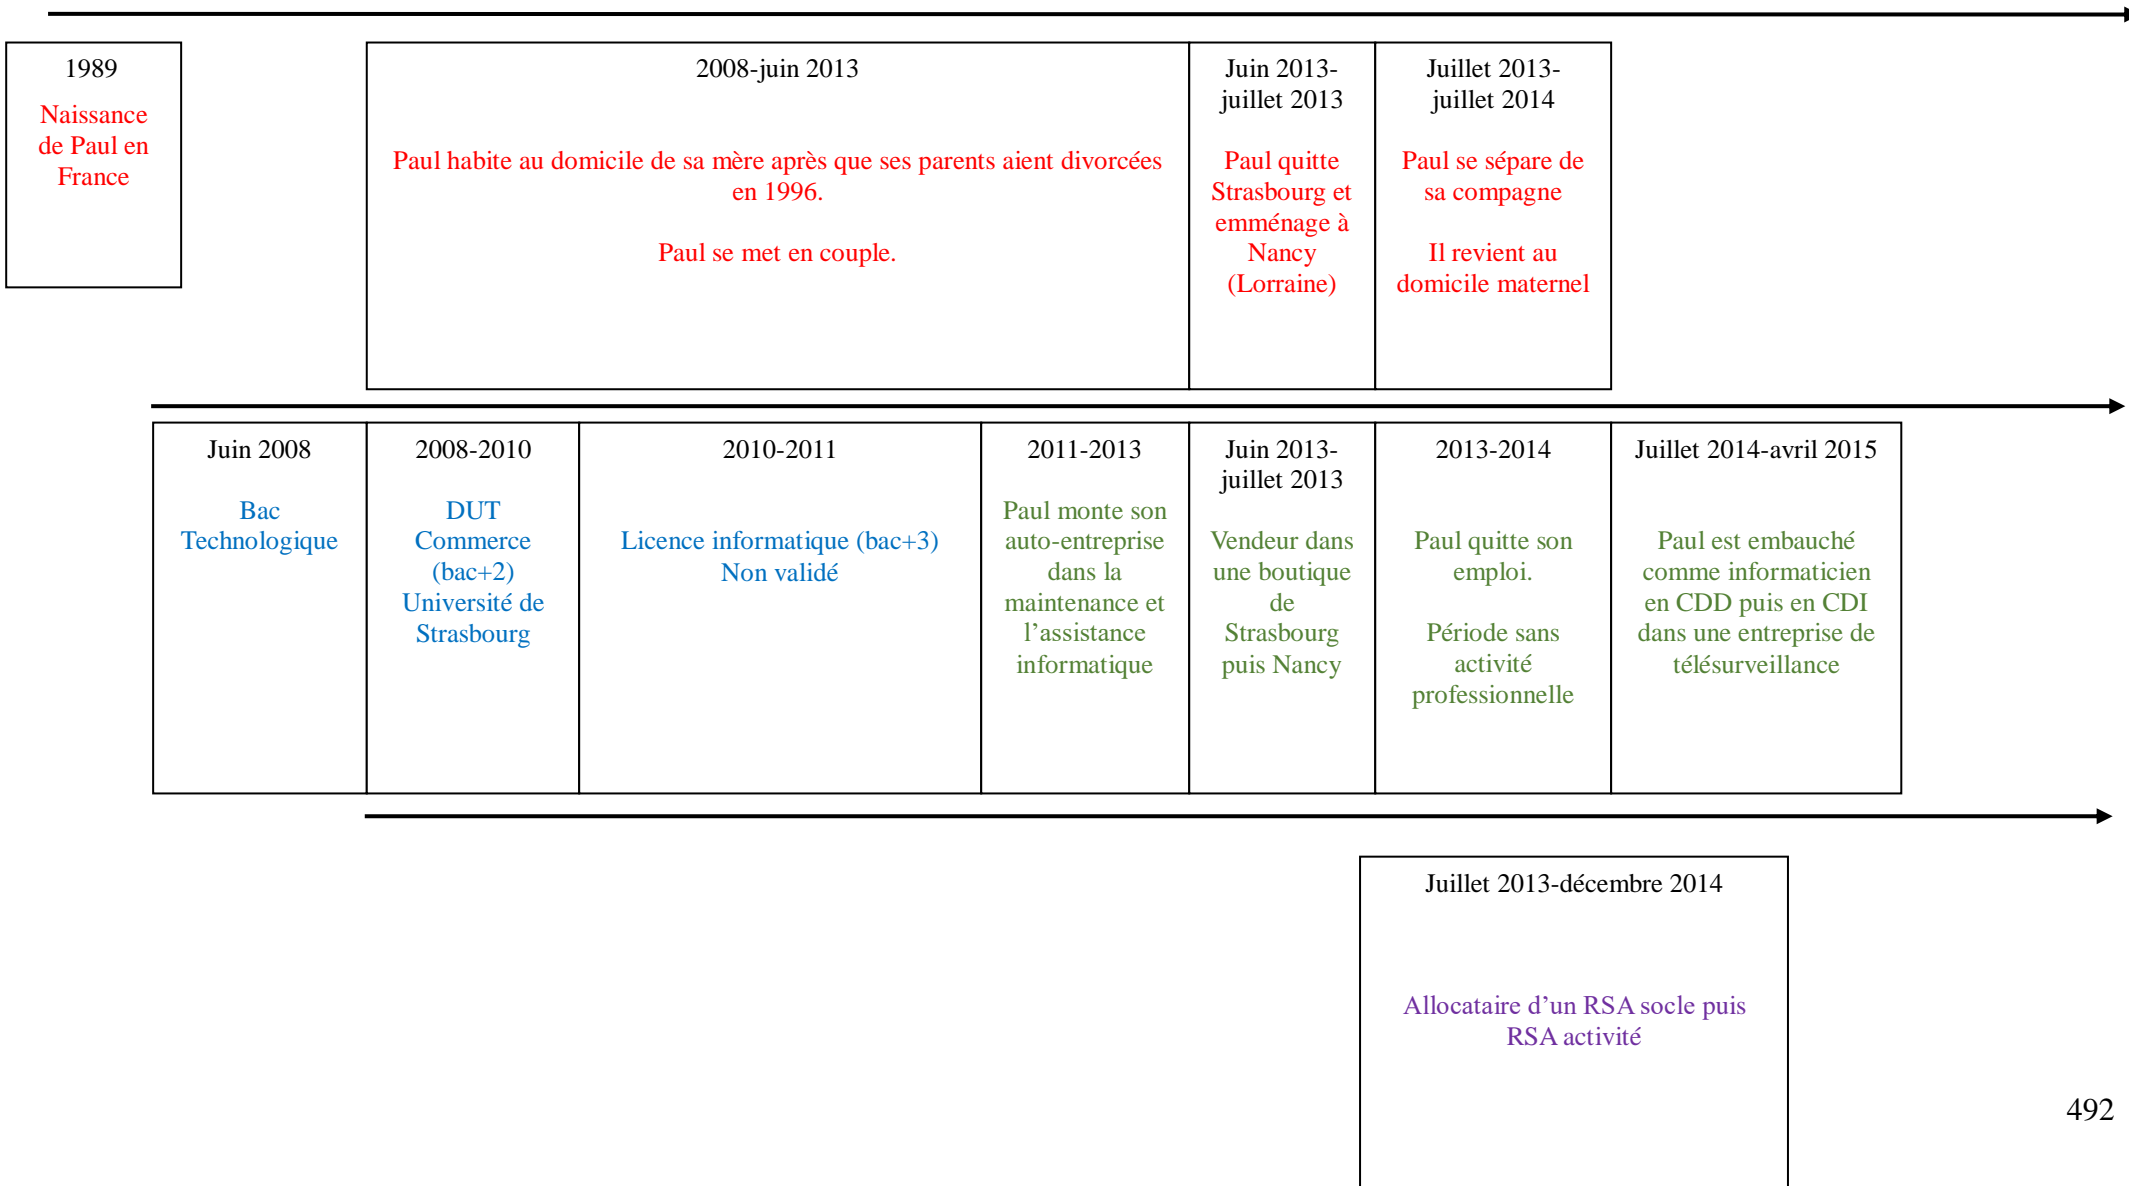 1989
Naissance
de Paul en
France
2008-juin 2013
Paul habite au domicile de sa mère après que ses parents aient divorcées
en 1996.
Paul se met en couple.
Juin 2013-
juillet 2013
Paul quitte
Strasbourg et
emménage à
Nancy
(Lorraine)
Juillet 2013-
juillet 2014
Paul se sépare de
sa compagne
Il revient au
domicile maternel
Juin 2008
Bac
Technologique
2008-2010
DUT
Commerce
(bac+2)
Université de
Strasbourg
2010-2011
Licence informatique (bac+3)
Non validé
2011-2013
Paul monte son
auto-entreprise
dans la
maintenance et
l’assistance
informatique
Juin 2013-
juillet 2013
Vendeur dans
une boutique
de
Strasbourg
puis Nancy
2013-2014
Paul quitte son
emploi.
Période sans
activité
professionnelle
Juillet 2014-avril 2015
Paul est embauché
comme informaticien
en CDD puis en CDI
dans une entreprise de
télésurveillance
Juillet 2013-décembre 2014
Allocataire d’un RSA socle puis
RSA activité
492